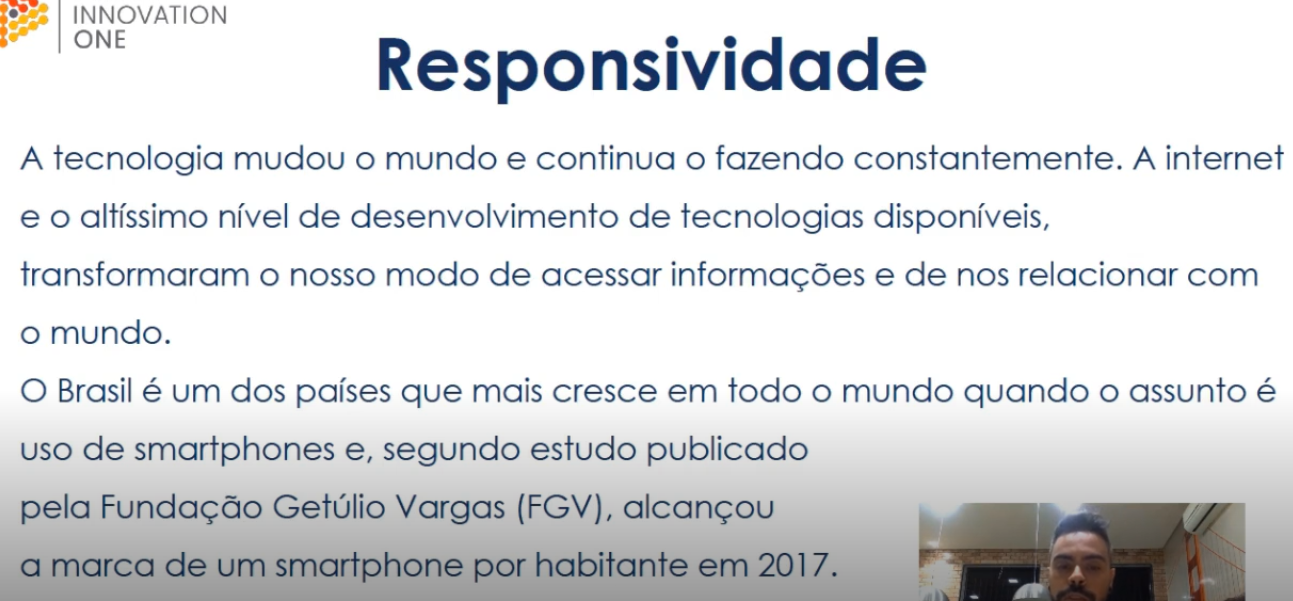 INNOVATION
ONE
Responsividade
A tecnologia mudou o mundo e continua o fazendo constantemente. A internet
e o altíssimo nível de desenvolvimento de tecnologias disponíveis,
transformaram o nosso modo de acessar informações e de nos relacionar com
o mundo.
O Brasil é um dos países que mais cresce em todo o mundo quando o assunto é
uso de smartphones e, segundo estudo publicado
pela Fundação Getúlio Vargas (FGV), alcançou
a marca de um smartphone por habitante em 2017.